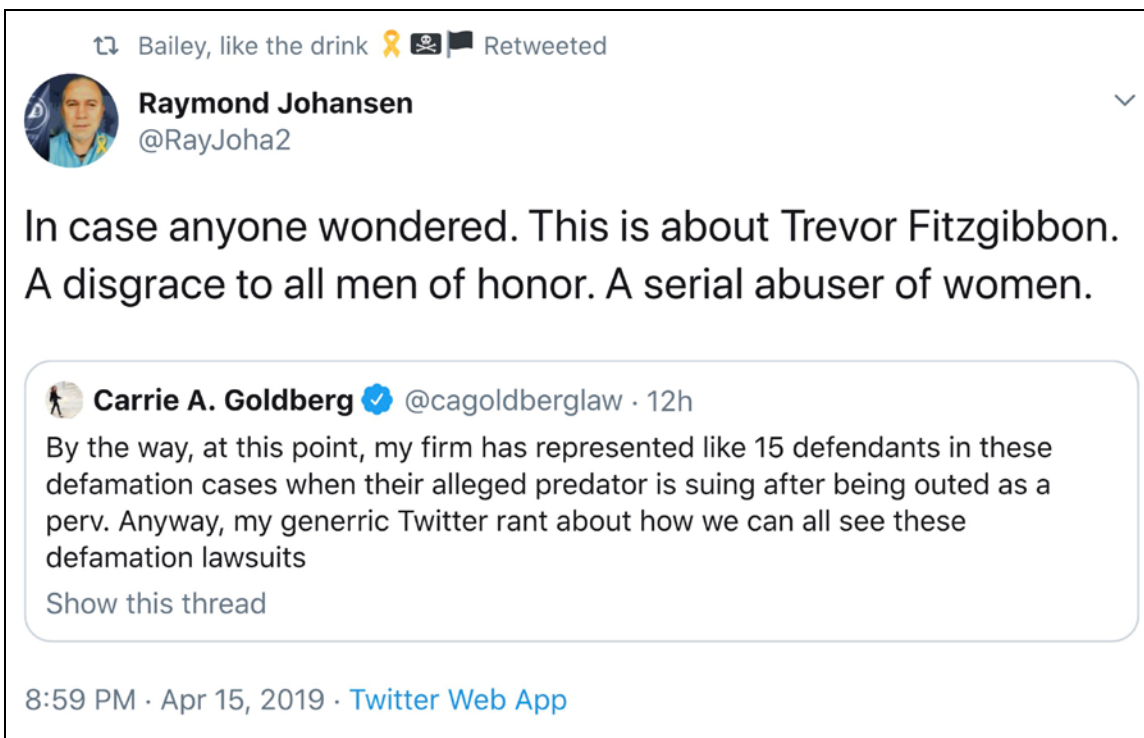 Bailey, like the drink 🎗️☠️🏴 Retweeted
Raymond Johansen
@RayJoha2
In case anyone wondered. This is about Trevor Fitzgibbon.
A disgrace to all men of honor. A serial abuser of women.
Carrie A. Goldberg @cagoldberglaw · 12h
By the way, at this point, my firm has represented like 15 defendants in these
defamation cases when their alleged predator is suing after being outed as a
perv. Anyway, my generric Twitter rant about how we can all see these
defamation lawsuits
Show this thread
8:59 PM · Apr 15, 2019 · Twitter Web App